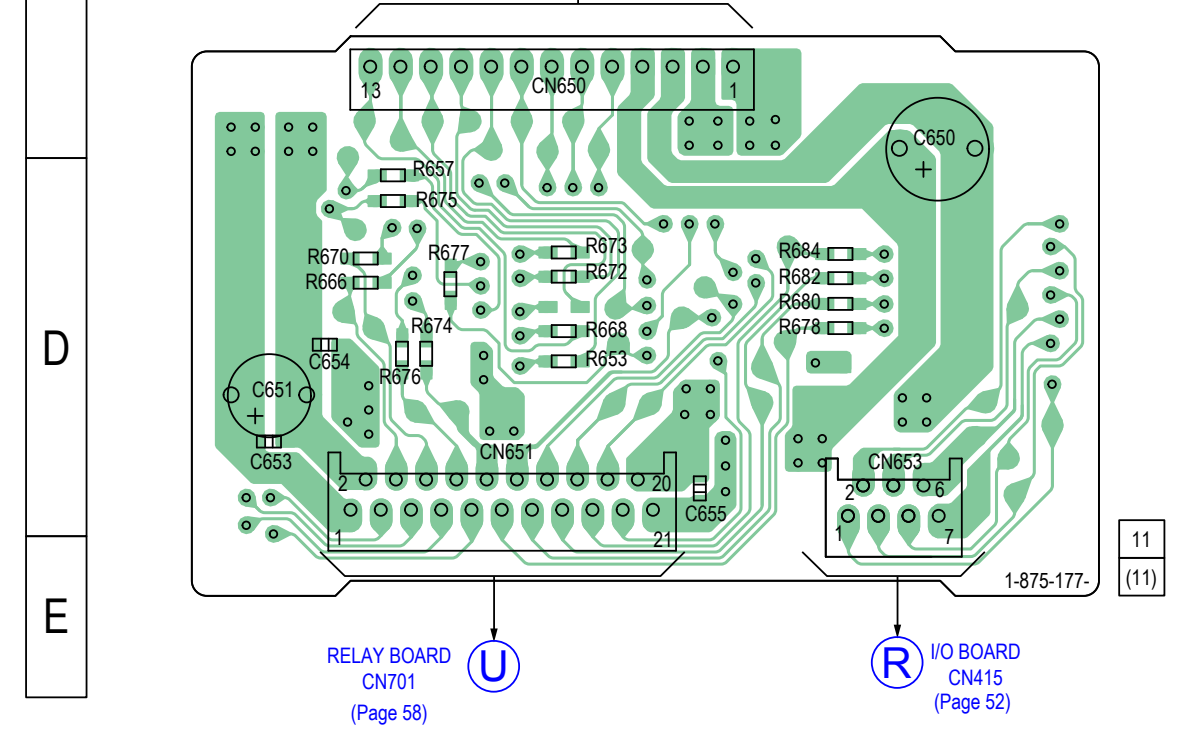 CN650
13
1
C650
R657
R675
R670
R677
R673
R684
R666
R672
R682
R680
R674
R668
R678
C654
R653
R676
D
C651
C653
CN651
CN653
2
20
2
6
C655
1
21
1
7
11
1-875-177-
(11)
E
RELAY BOARD
CN701
(Page 58)
U
R
I/O BOARD
CN415
(Page 52)